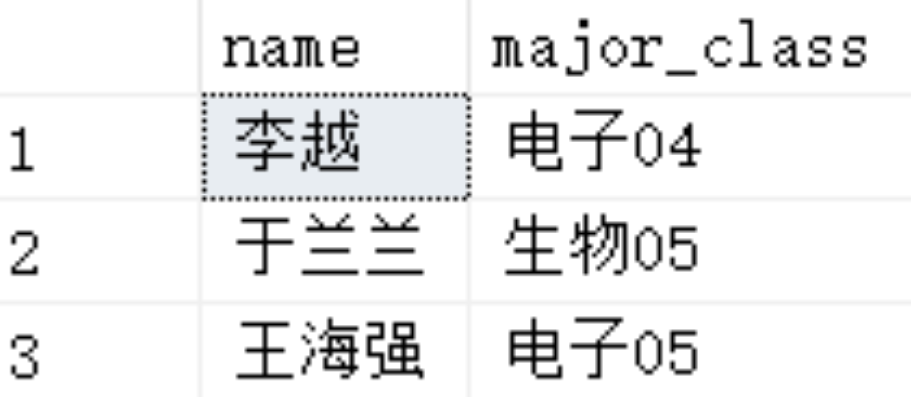 name major_class
1 李越 电子04
2 于兰兰 生物05
3 王海强 电子05